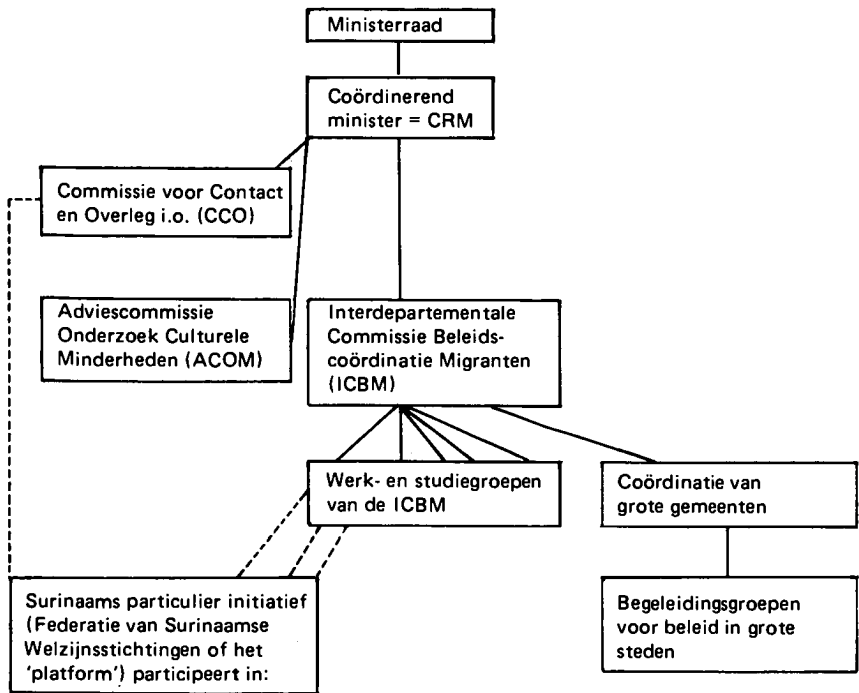 Ministerraad
Coördinerend
minister = CRM
Commissie voor Contact
en Overleg i.o. (CCO)
Adviescommissie
Onderzoek Culturele
Minderheden (ACOM)
Interdepartementale
Commissie Beleids-
coördinatie Migranten
(ICBM)
Werk- en studiegroepen
van de ICBM
Coördinatie van
grote gemeenten
Surinaams particulier initiatief
(Federatie van Surinaamse
Welzijnsstichtingen of het
'platform') participeert in:
Begeleidingsgroepen
voor beleid in grote
steden